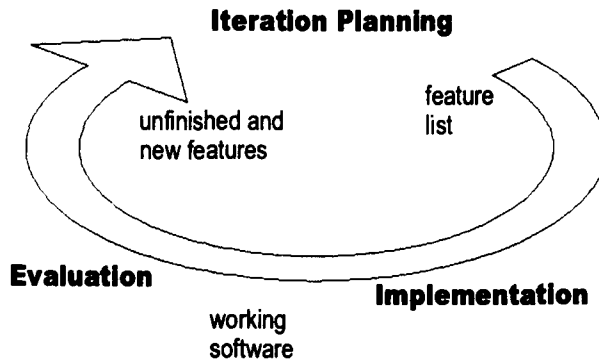 Iteration Planning
unfinished and
new features
feature
list
Evaluation
Implementation
working
software